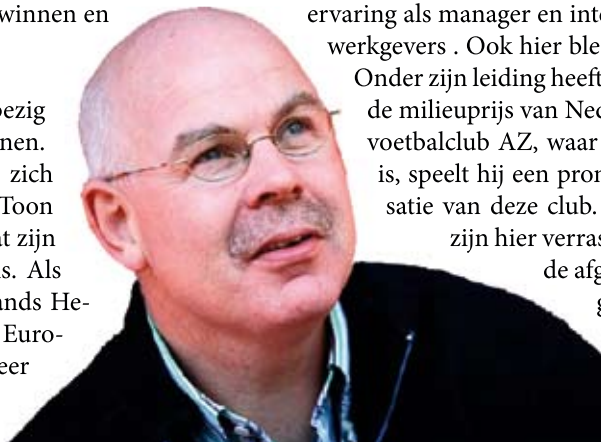 winnen en
ezig
nen.
zich
Toon
t zijn
s. Als
ands He-
Euro-
eer
ervaring als manager en inte
werkgevers . Ook hier ble
Onder zijn leiding heeft
de milieuprijs van Ned
voetbalclub AZ, waar
is, speelt hij een pron
satie van deze club.
zijn hier verras
de afg
g